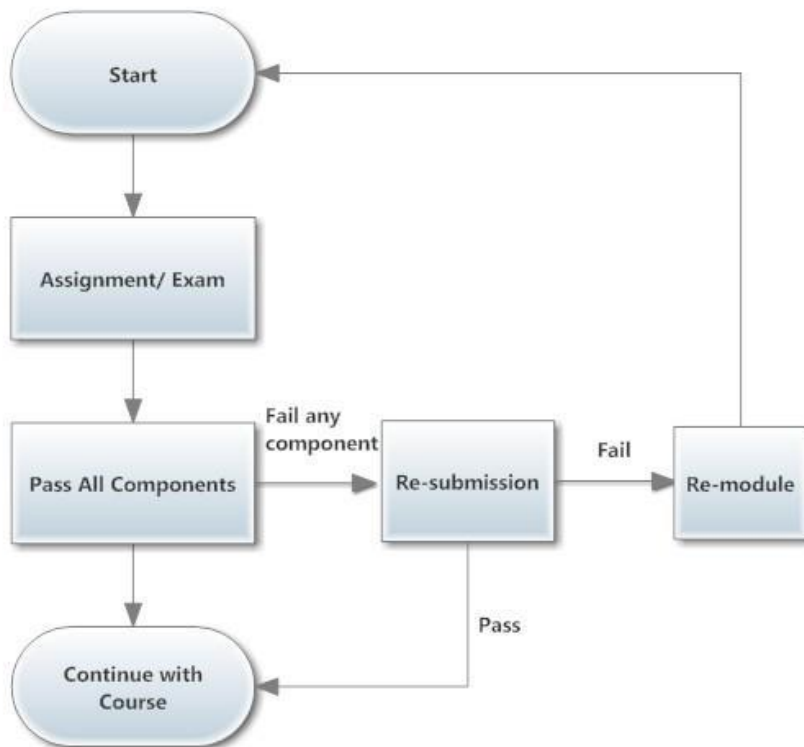 Start
Assignment/ Exam
Fail any
component
Pass All Components
Re-submission
Fail
Re-module
Pass
Continue with
Course